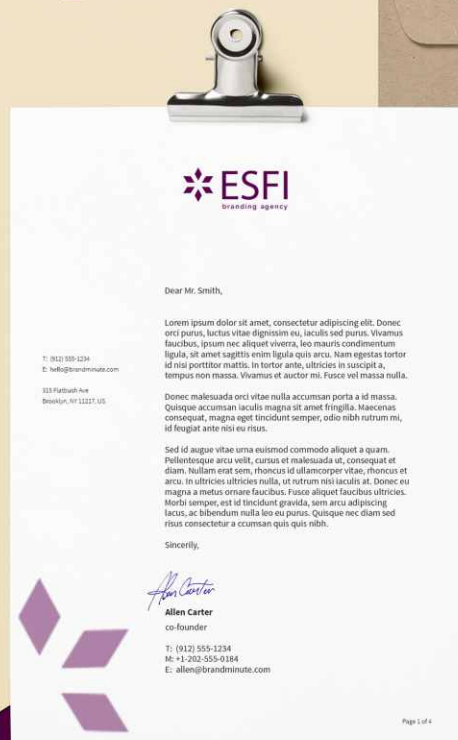 ESFI
branding agency
Dear Mr. Smith,
Lorem ipsum dolor sit amet, consectetur adipiscing elit. Donec
orci purus, luctus vitae dignissim eu, iaculis sed purus. Vivamus
faucibus, ipsum nec aliquet viverra, leo mauris condimentum
ligula, sit amet sagittis enim ligula quis arcu. Nam egestas tortor
id nisi porttitor mattis. In tortor ante, ultricies in suscipit a,
tempus non massa. Vivamus et auctor mi. Fusce vel massa nulla.
T: (912) 555-1234
E: hello@brandminute.com
315 Flatbush Ave
Brooklyn, NY 11217, US
Donec malesuada orci vitae nulla accumsan porta a id massa.
Quisque accumsan iaculis magna sit amet fringilla. Maecenas
consequat, magna eget tincidunt semper, odio nibh rutrum mi,
id feugiat ante nisi eu risus.
Sed id augue vitae urna euismod commodo aliquet a quam.
Pellentesque arcu velit, cursus et malesuada ut, consequat et
diam. Nullam erat sem, rhoncus id ullamcorper vitae, rhoncus et
arcu. In ultricies ultricies nulla, ut rutrum nisi iaculis at. Donec eu
magna a metus ornare faucibus. Fusce aliquet faucibus ultricies.
Morbi semper, est id tincidunt gravida, sem arcu adipiscing
lacus, ac bibendum nulla leo eu purus. Quisque nec diam sed
risus consectetur a ccumsan quik quis nibh.
Sincerily,
Allen Carter
Allen Carter
co-founder
T: (912) 555-1234
M: +1-202-555-0184
E: allen@brandminute.com
Page 1 of 4